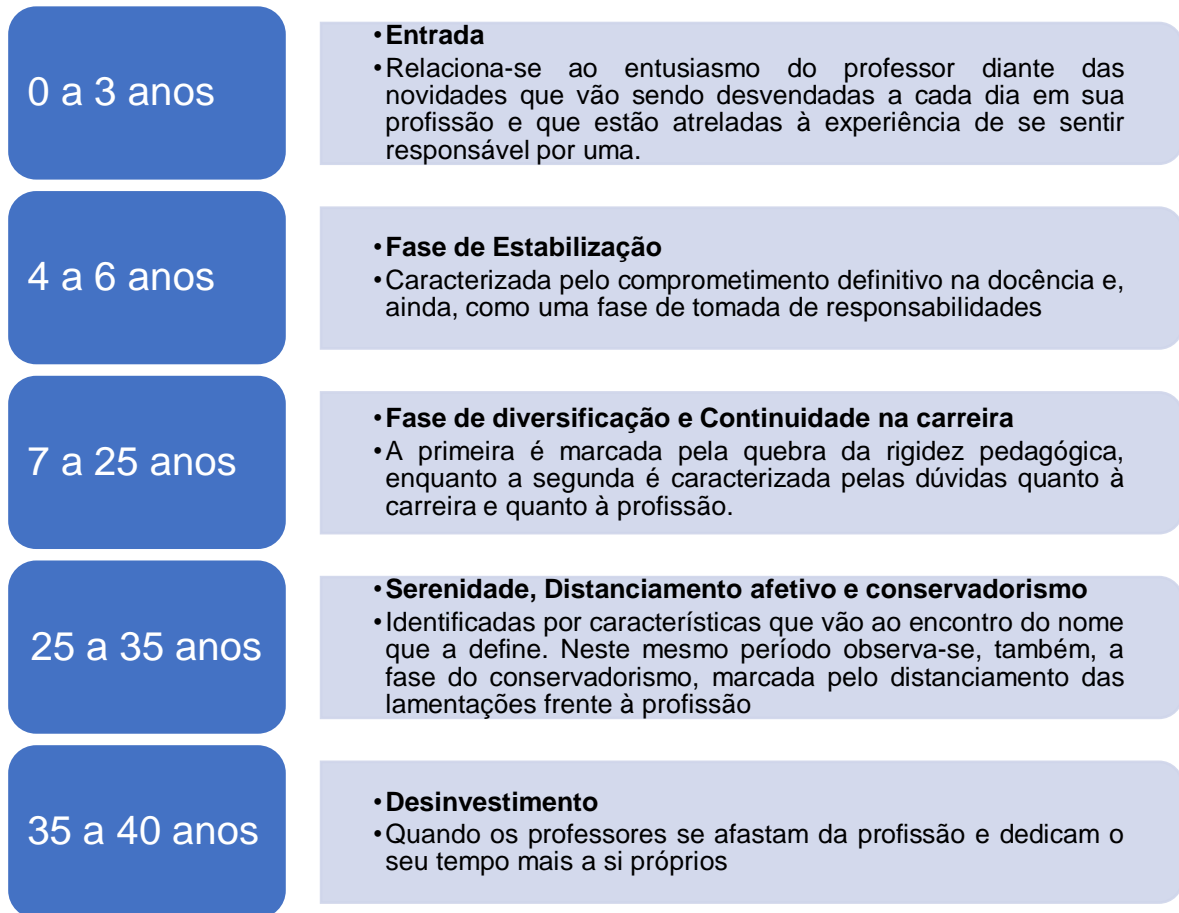 0 a 3 anos
•Entrada
•Relaciona-se ao entusiasmo do professor diante das
novidades que vão sendo desvendadas a cada dia em sua
profissão e que estão atreladas à experiência de se sentir
responsável por uma.
4 a 6 anos
•Fase de Estabilização
•Caracterizada pelo comprometimento definitivo na docência e,
ainda, como uma fase de tomada de responsabilidades
7 a 25 anos
•Fase de diversificação e Continuidade na carreira
•A primeira é marcada pela quebra da rigidez pedagógica,
enquanto a segunda é caracterizada pelas dúvidas quanto à
carreira e quanto à profissão.
25 a 35 anos
•Serenidade, Distanciamento afetivo e conservadorismo
•Identificadas por características que vão ao encontro do nome
que a define. Neste mesmo período observa-se, também, a
fase do conservadorismo, marcada pelo distanciamento das
lamentações frente à profissão
35 a 40 anos
•Desinvestimento
•Quando os professores se afastam da profissão e dedicam o
seu tempo mais a si próprios